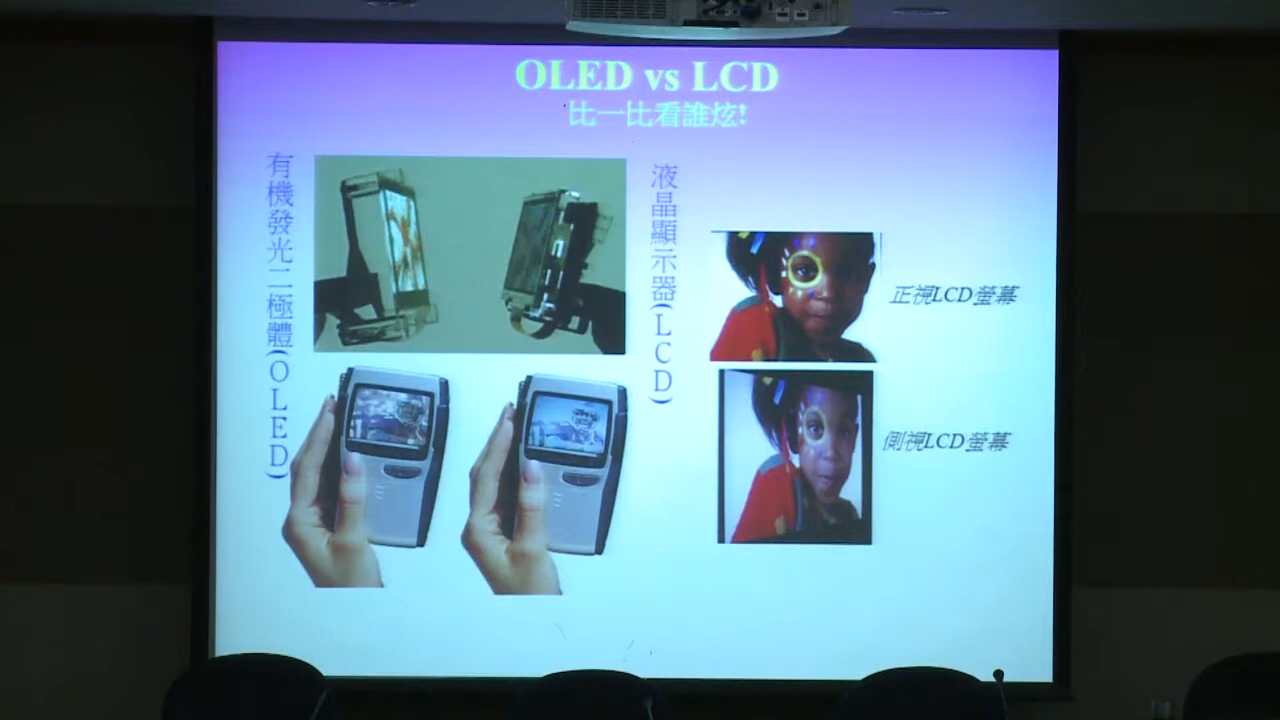 OLED vs LCD
比一比看誰炫!
有機發光二極體(OLED)
液晶顯示器(LCD)
正視LCD螢幕
側視LCD螢幕